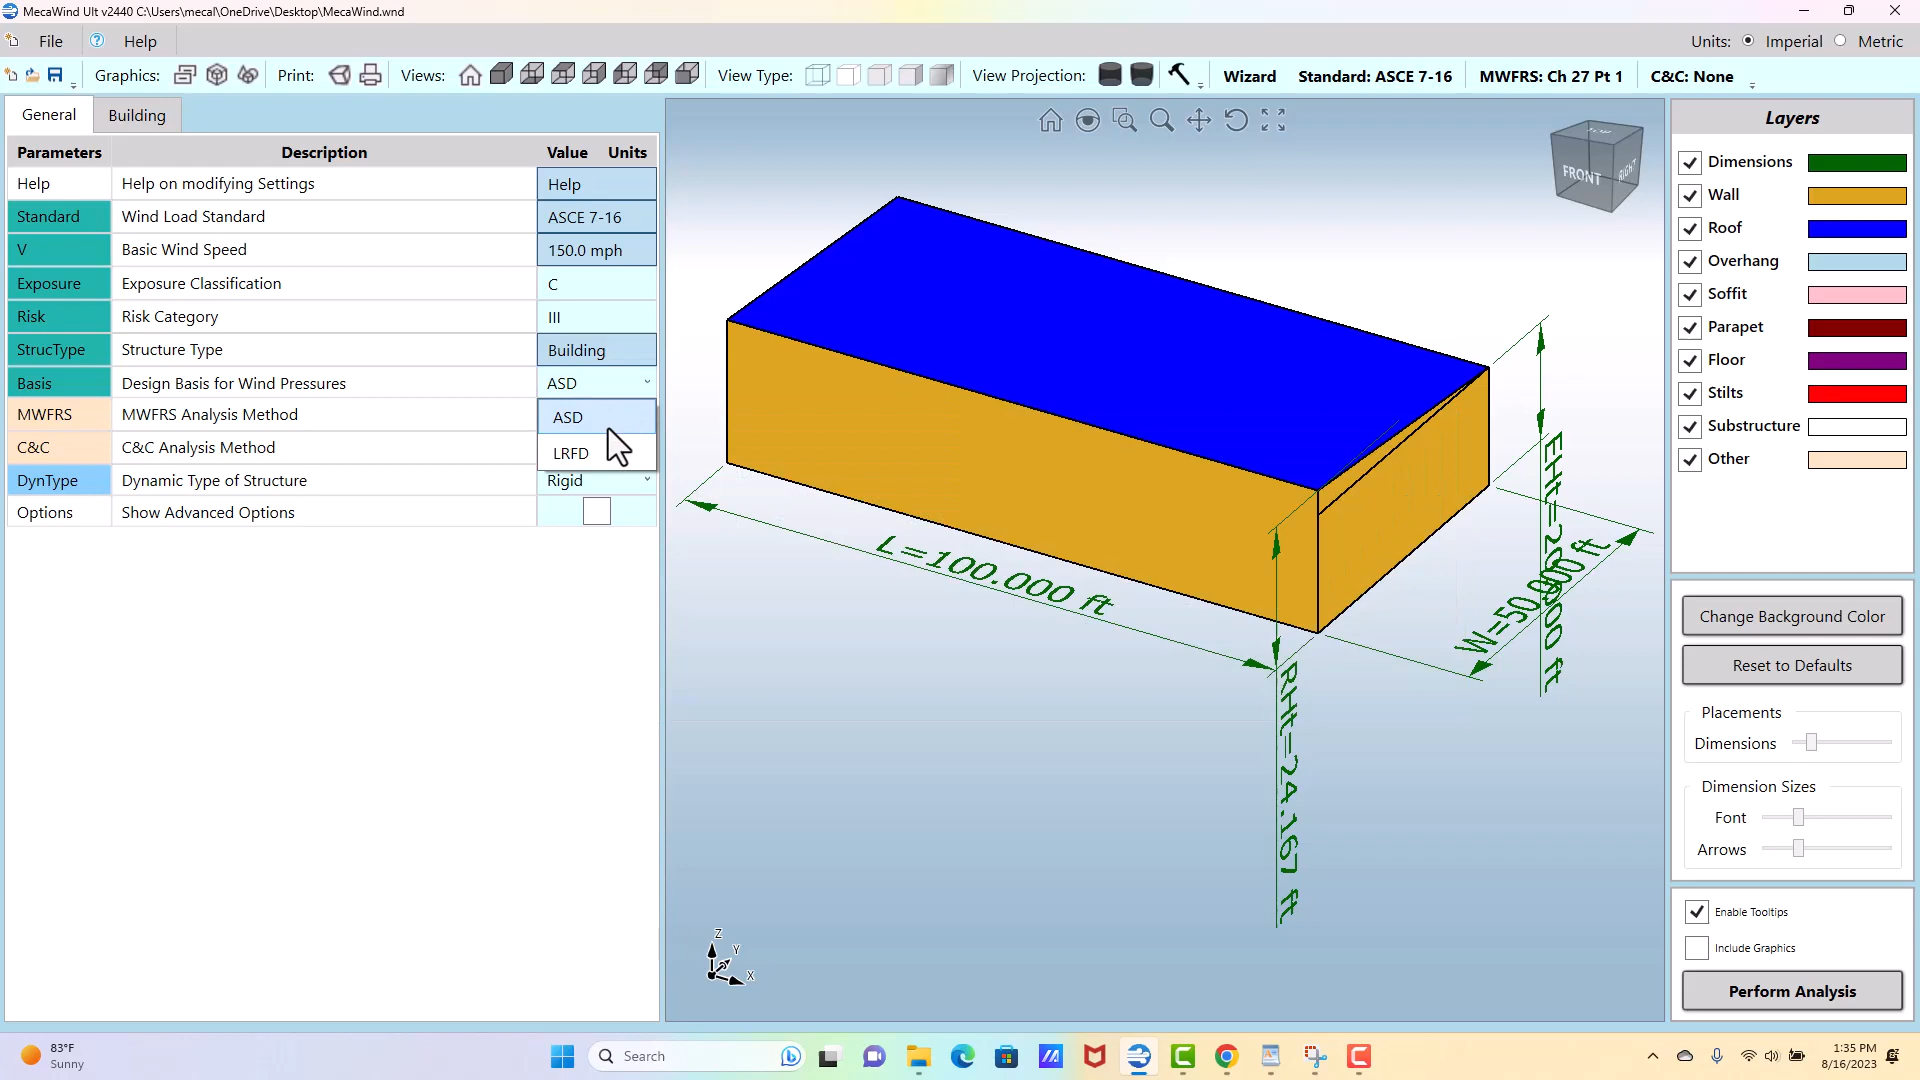 MecaWind Ult v2440 C:\Users\mecal\OneDrive\Desktop\MecaWind.wnd
File Help Units: Imperial Metric
Graphics: Print: Views: View Type: View Projection: Wizard Standard: ASCE 7-16 MWFRS: Ch 27 Pt 1 C&C: None
General Building
Parameters Description Value Units
Help Help on modifying Settings Help
Standard Wind Load Standard ASCE 7-16
V Basic Wind Speed 150.0 mph
Exposure Exposure Classification C
Risk Risk Category III
StrucType Structure Type Building
Basis Design Basis for Wind Pressures ASD
MWFRS MWFRS Analysis Method ASD
C&C C&C Analysis Method LRFD
DynType Dynamic Type of Structure Rigid
Options Show Advanced Options
TOP
FRONT
RIGHT
L=100.000 ft
RHt=24.167 ft
Z
Y
X
Layers
Dimensions
Wall
Roof
Overhang
Soffit
Parapet
Floor
Stilts
Substructure
Other
Change Background Color
Reset to Defaults
Placements
Dimensions
Dimension Sizes
Font
Arrows
Enable Tooltips
Include Graphics
Perform Analysis
83°F
Sunny
Search
1:35 PM
8/16/2023